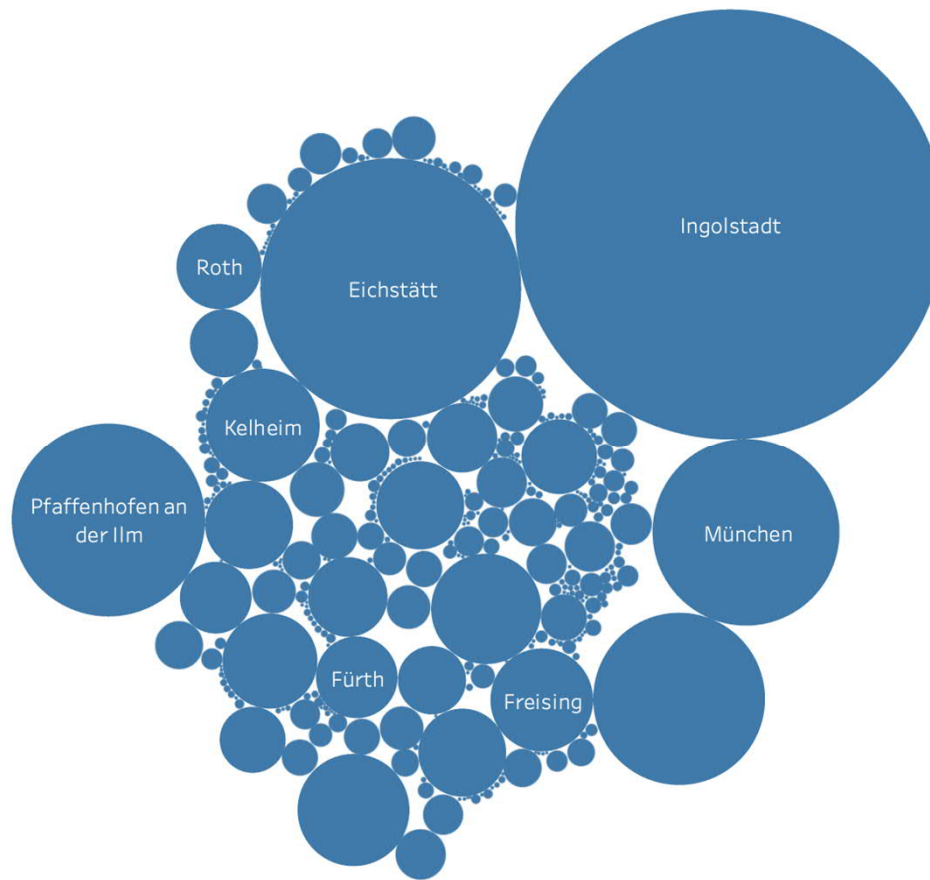 Ingolstadt
Roth
Eichstätt
Kelheim
Pfaffenhofen an
der Ilm
München
Fürth
Freising